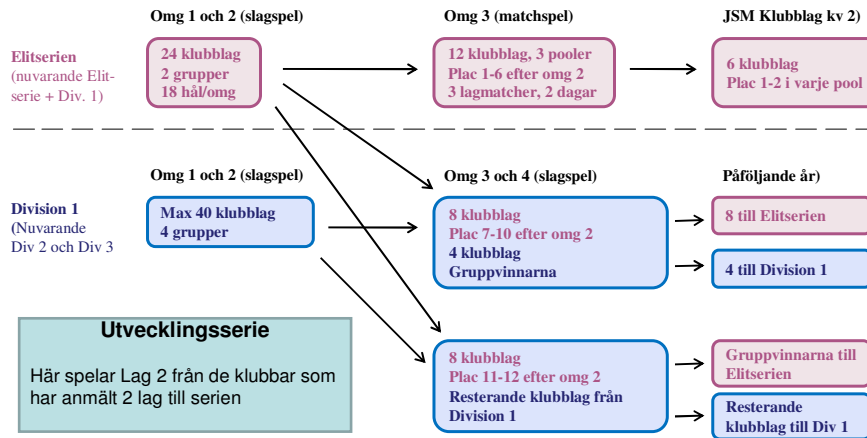 Omg 1 och 2 (slagspel)
Omg 3 (matchspel)
JSM Klubblag kv 2)
Elitserien
(nuvarande Elit-
serie + Div. 1)
24 klubblag
2 grupper
18 hål/omg
12 klubblag, 3 pooler
Plac 1-6 efter omg 2
3 lagmatcher, 2 dagar
6 klubblag
Plac 1-2 i varje pool
Omg 1 och 2 (slagspel)
Omg 3 och 4 (slagspel)
Påföljande år)
Division 1
(Nuvarande
Div 2 och Div 3
Max 40 klubblag
4 grupper
8 klubblag
Plac 7-10 efter omg 2
4 klubblag
Gruppvinnarna
8 till Elitserien
4 till Division 1
Utvecklingsserie
Här spelar Lag 2 från de klubbar som
har anmält 2 lag till serien
8 klubblag
Plac 11-12 efter omg 2
Resterande klubblag från
Division 1
Gruppvinnarna till
Elitserien
Resterande
klubblag till Div 1